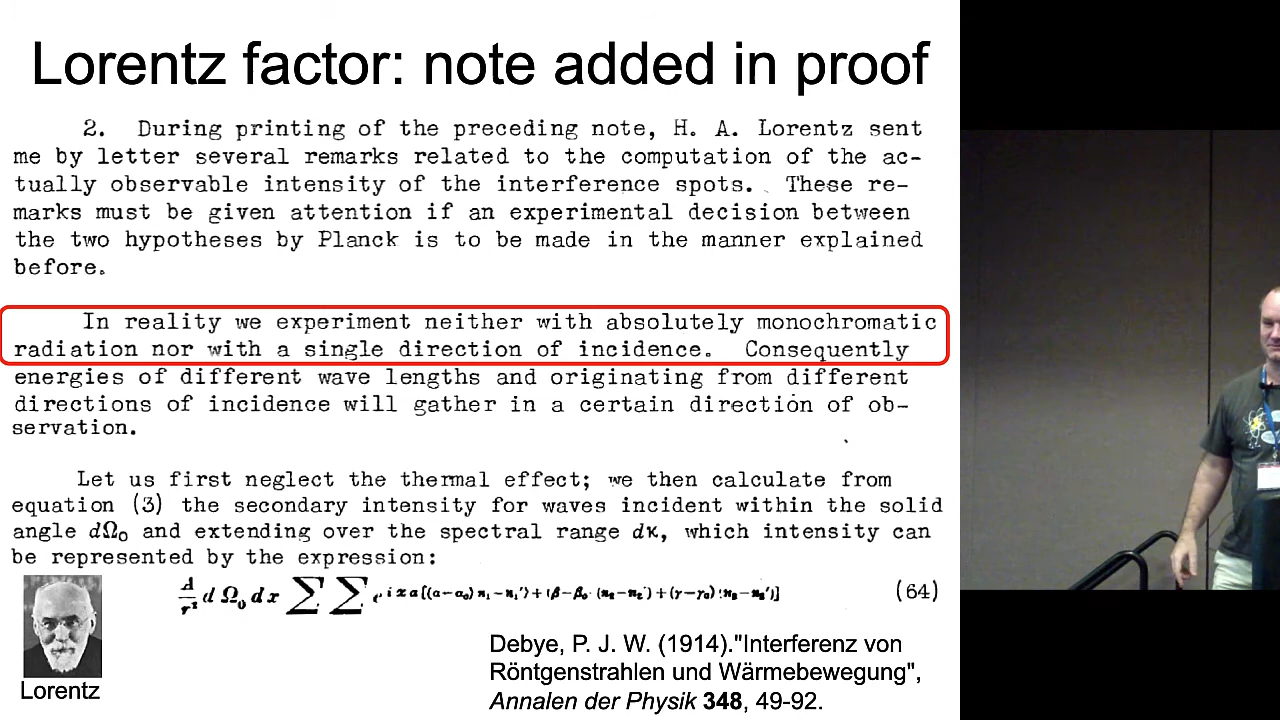 Lorentz factor: note added in proof
2. During printing of the preceding note, H. A. Lorentz sent
me by letter several remarks related to the computation of the ac-
tually observable intensity of the interference spots. These re-
marks must be given attention if an experimental decision between
the two hypotheses by Planck is to be made in the manner explained
before.
In reality we experiment neither with absolutely monochromatic
radiation nor with a single direction of incidence. Consequently
energies of different wave lengths and originating from different
directions of incidence will gather in a certain direction of ob-
servation.
Let us first neglect the thermal effect; we then calculate from
equation (3) the secondary intensity for waves incident within the solid
angle dΩ₀ and extending over the spectral range dκ, which intensity can
be represented by the expression:
(64)
Lorentz
Debye, P. J. W. (1914)."Interferenz von
Röntgenstrahlen und Wärmebewegung",
Annalen der Physik 348, 49-92.